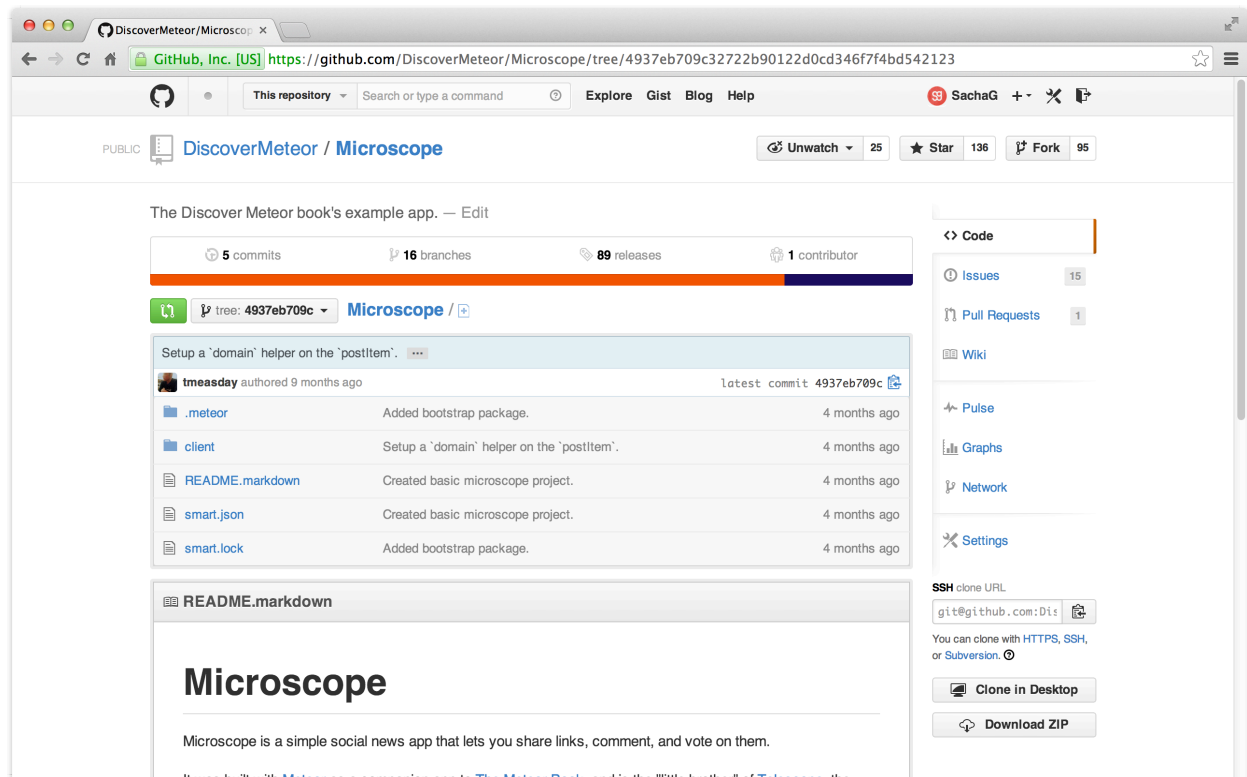 DiscoverMeteor/Microscop
GitHub, Inc. [US] https://github.com/DiscoverMeteor/Microscope/tree/4937eb709c32722b90122d0cd346f7f4bd542123
This repository Search or type a command Explore Gist Blog Help SachaG
PUBLIC DiscoverMeteor / Microscope Unwatch 25 Star 136 Fork 95
The Discover Meteor book's example app. — Edit
5 commits 16 branches 89 releases 1 contributor
tree: 4937eb709c Microscope /
Setup a `domain` helper on the `postItem`. ...
tmeasday authored 9 months ago latest commit 4937eb709c
.meteor Added bootstrap package. 4 months ago
client Setup a `domain` helper on the `postItem`. 4 months ago
README.markdown Created basic microscope project. 4 months ago
smart.json Created basic microscope project. 4 months ago
smart.lock Added bootstrap package. 4 months ago
README.markdown
Microscope
Microscope is a simple social news app that lets you share links, comment, and vote on them.
Code
Issues 15
Pull Requests 1
Wiki
Pulse
Graphs
Network
Settings
SSH clone URL
git@github.com:Dis
You can clone with HTTPS, SSH,
or Subversion.
Clone in Desktop
Download ZIP